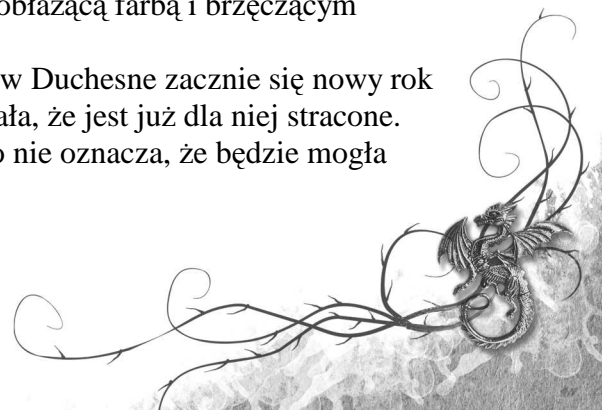 obłażącą farbą i brzęczącym
w Duchesne zacznie się nowy rok
ała, że jest już dla niej stracone.
o nie oznacza, że będzie mogła